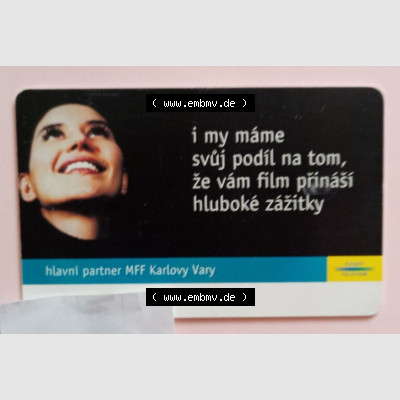 ( www.embmv.de )
i my máme
svůj podíl na tom,
že vám film přináší
hluboké zážitky
hlavní partner MFF Karlovy Vary
( www.embmv.de )